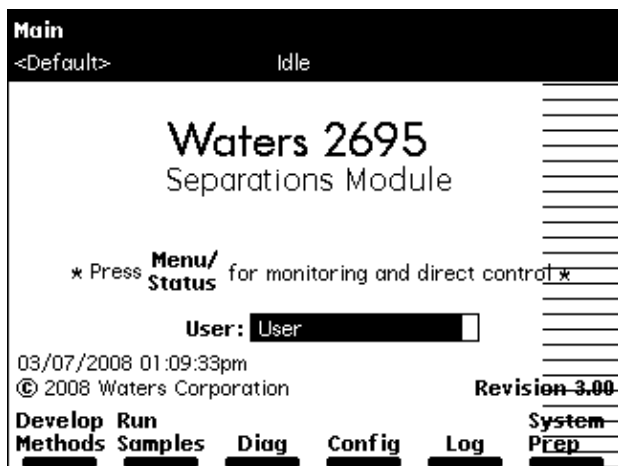 Main
<Default> Idle
Waters 2695
Separations Module
* Press Menu/Status for monitoring and direct control *
User: User
03/07/2008 01:09:33pm
© 2008 Waters Corporation Revision 3.00
Develop Methods Run Samples Diag Config Log System Prep